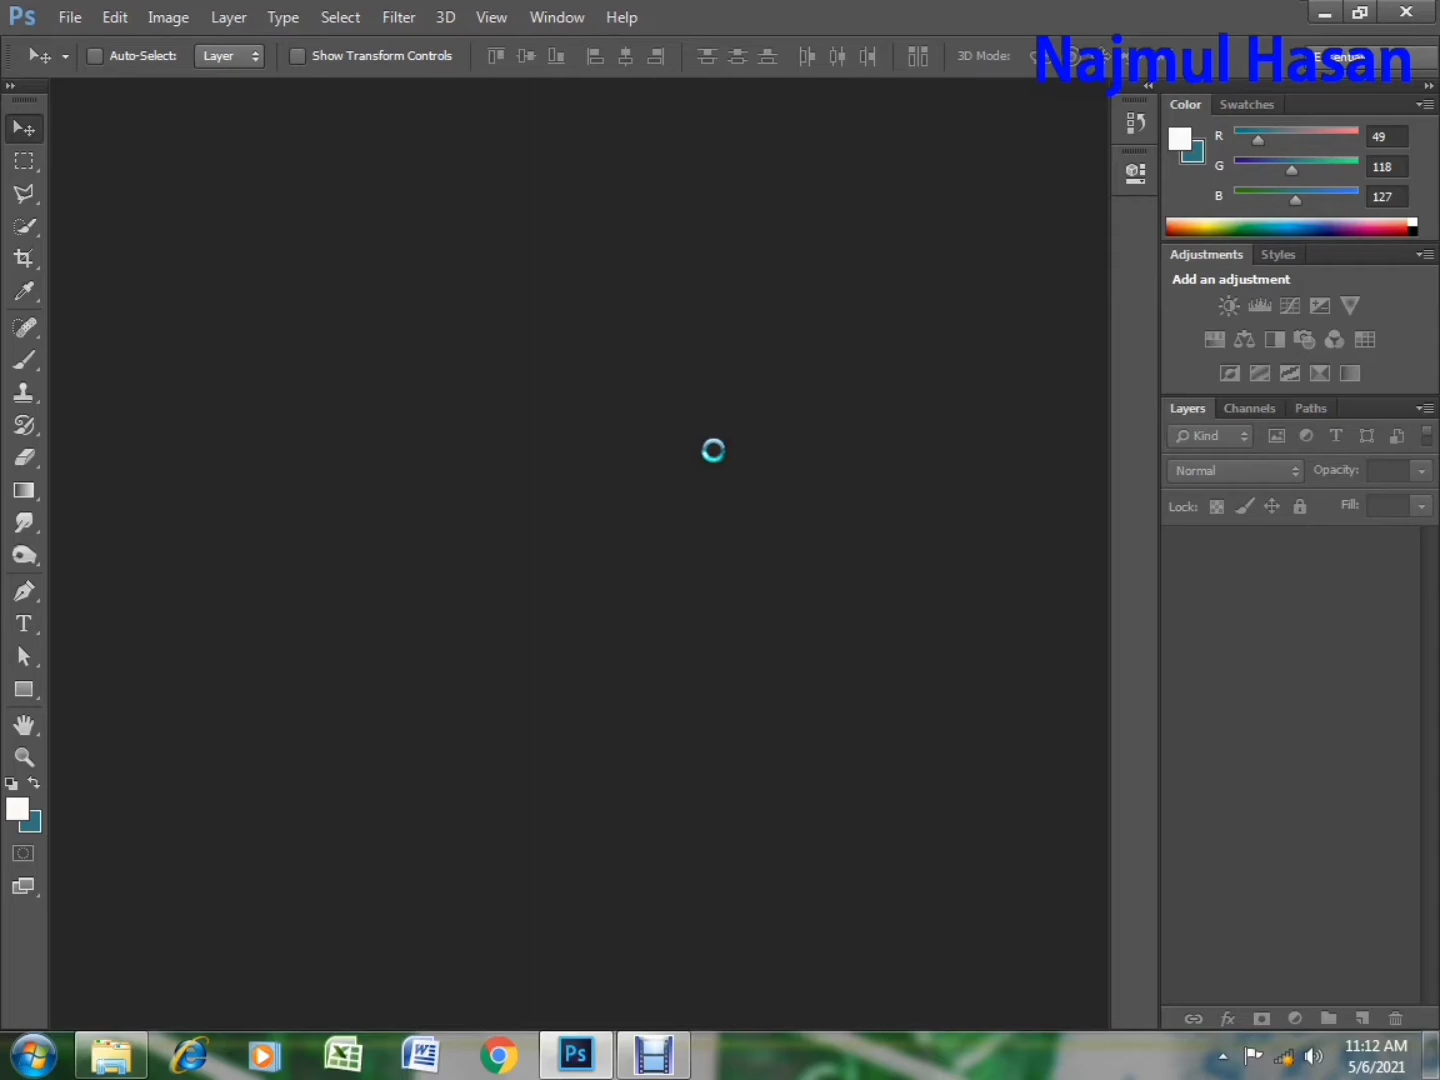 Ps File Edit Image Layer Type Select Filter 3D View Window Help
Auto-Select: Layer Show Transform Controls 3D Mode:
Najmul Hasan
Color Swatches
R 49
G 118
B 127
Adjustments Styles
Add an adjustment
Layers Channels Paths
Kind
Normal Opacity:
Lock: Fill:
fx
Ps
11:12 AM
5/6/2021